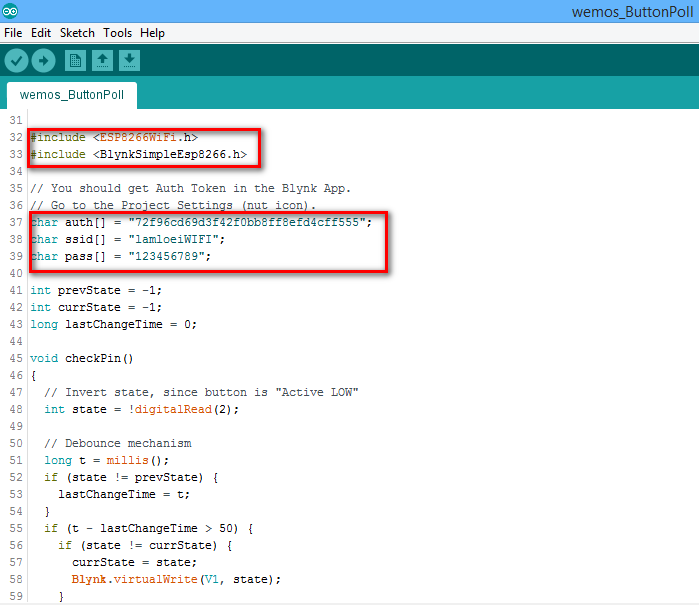 wemos_ButtonPoll
File Edit Sketch Tools Help
wemos_ButtonPoll
31
32 #include <ESP8266WiFi.h>
33 #include <BlynkSimpleEsp8266.h>
34
35 // You should get Auth Token in the Blynk App.
36 // Go to the Project Settings (nut icon).
37 char auth[] = "72f96cd69d3f42f0bb8ff8efd4cff555";
38 char ssid[] = "lamloeiWIFI";
39 char pass[] = "123456789";
40
41 int prevState = -1;
42 int currState = -1;
43 long lastChangeTime = 0;
44
45 void checkPin()
46 {
47   // Invert state, since button is "Active LOW"
48   int state = !digitalRead(2);
49
50   // Debounce mechanism
51   long t = millis();
52   if (state != prevState) {
53     lastChangeTime = t;
54   }
55   if (t - lastChangeTime > 50) {
56     if (state != currState) {
57       currState = state;
58       Blynk.virtualWrite(V1, state);
59     }